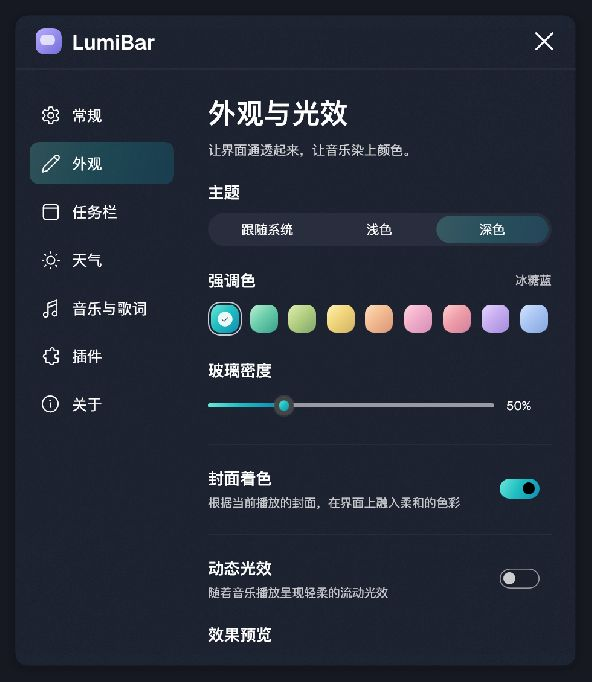 LumiBar
常规
外观
任务栏
天气
音乐与歌词
插件
关于
外观与光效
让界面通透起来，让音乐染上颜色。
主题
跟随系统 浅色 深色
强调色 冰糖蓝
玻璃密度
50%
封面着色
根据当前播放的封面，在界面上融入柔和的色彩
动态光效
随着音乐播放呈现轻柔的流动光效
效果预览